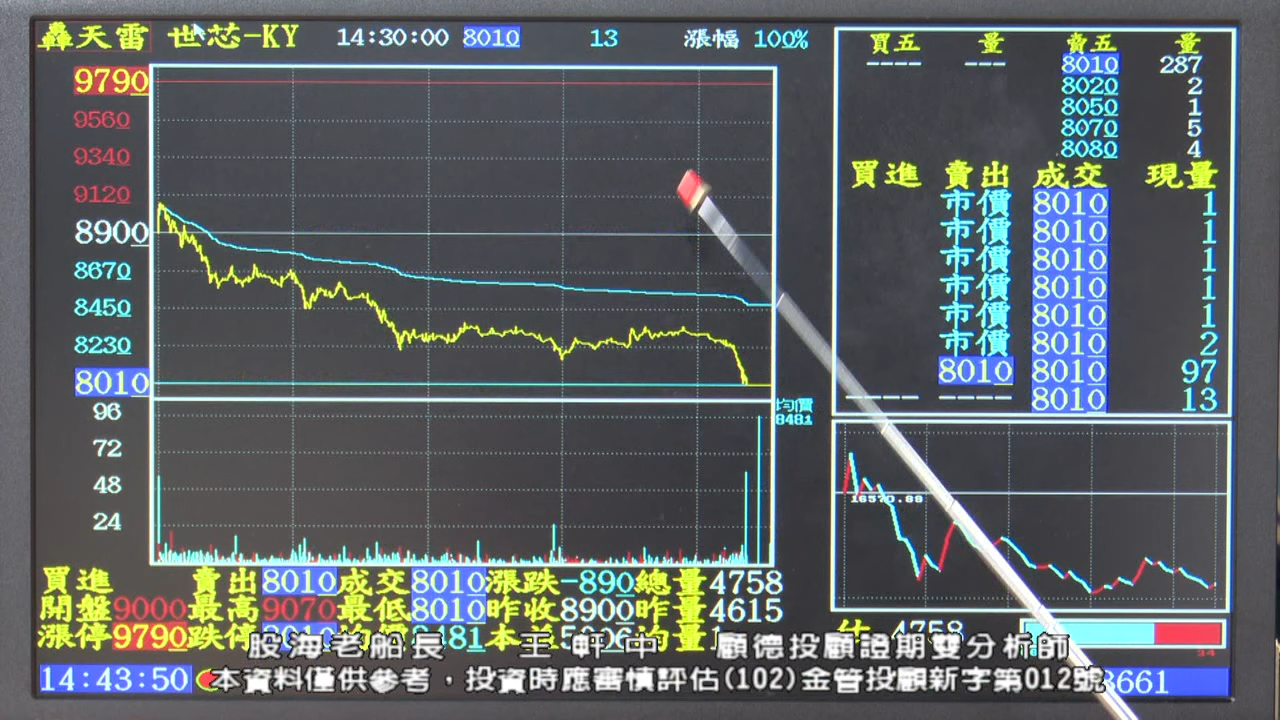 轟天雷 世芯-KY 14:30:00 8010 13 漲幅 100%
9790
9560
9340
9120
8900
8670
8450
8230
8010
96
72
48
24
均價
8481
買五 量 賣五 量
---- --- 8010 287
8020 2
8050 1
8070 5
8080 4
買進 賣出 成交 現量
市價 8010 1
市價 8010 1
市價 8010 1
市價 8010 1
市價 8010 1
市價 8010 2
8010 8010 97
---- ---- 8010 13
16570.89
買進 賣出 8010 成交 8010 漲跌 -890 總量 4758
開盤 9000 最高 9070 最低 8010 昨收 8900 昨量 4615
漲停 9790 跌停
4758
34
14:43:50
股海老船長 王軒中 顧德投顧證期雙分析師
本資料僅供參考，投資時應審慎評估(102)金管投顧新字第012號